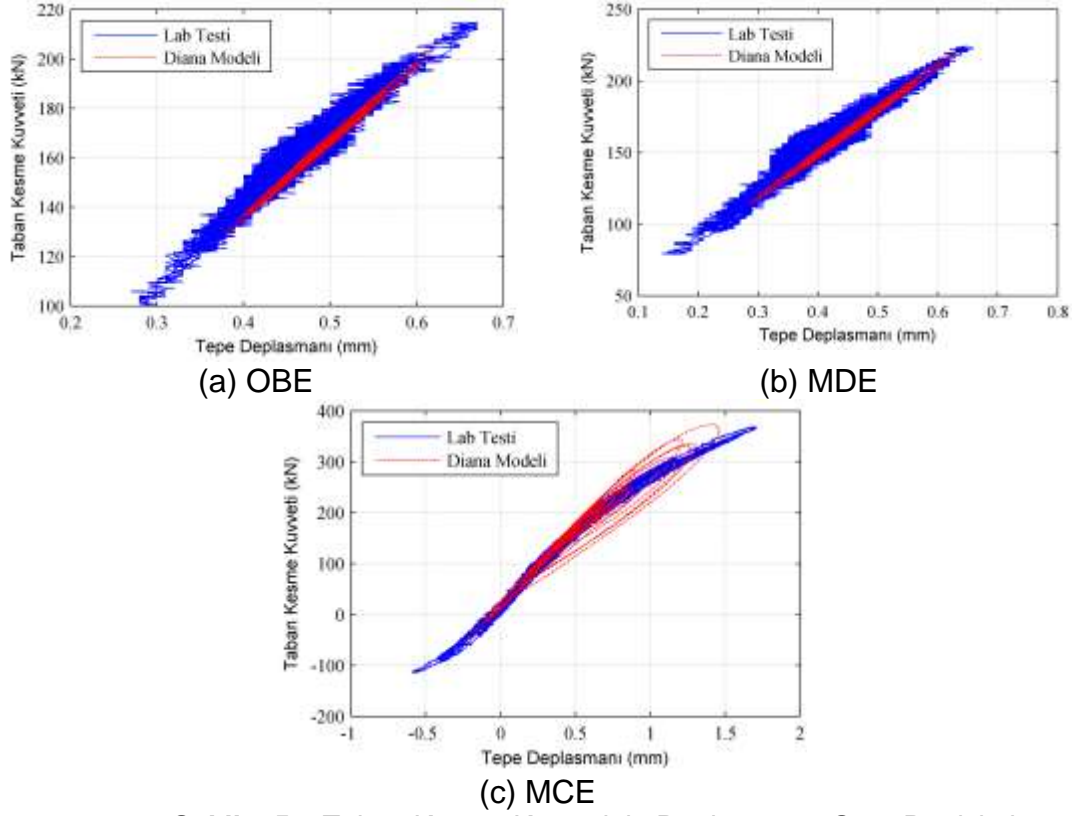 220
200
180
160
140
120
100
Taban Kesme Kuvveti (kN)
Lab Testi
Diana Modeli
0.2 0.3 0.4 0.5 0.6 0.7
Tepe Deplasmanı (mm)
(a) OBE
250
200
150
100
50
Taban Kesme Kuvveti (kN)
Lab Testi
Diana Modeli
0.1 0.2 0.3 0.4 0.5 0.6 0.7 0.8
Tepe Deplasmanı (mm)
(b) MDE
400
300
200
100
0
-100
-200
Taban Kesme Kuvveti (kN)
Lab Testi
Diana Modeli
-1 -0.5 0 0.5 1 1.5 2
Tepe Deplasmanı (mm)
(c) MCE